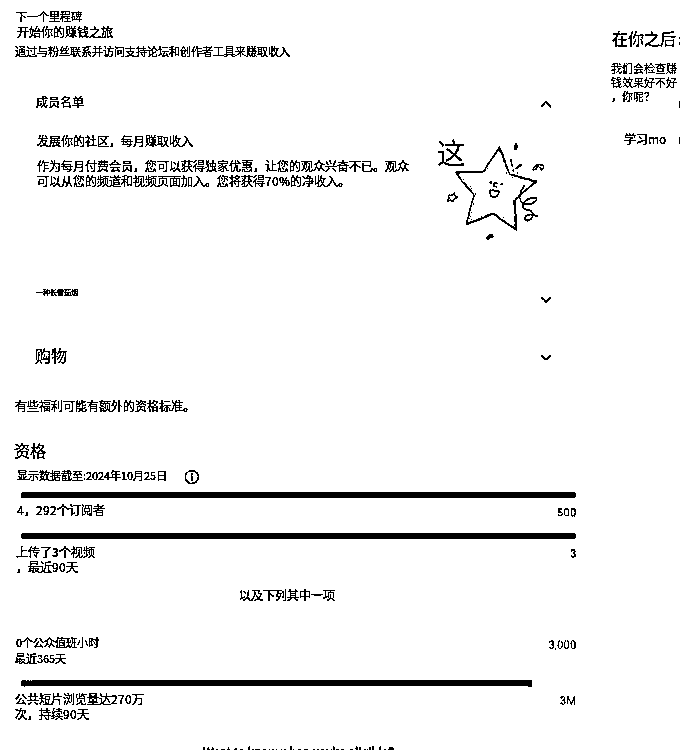 下一个里程碑
开始你的赚钱之旅
通过与粉丝联系并访问支持论坛和创作者工具来赚取收入
成员名单
发展你的社区，每月赚取收入
作为每月付费会员，您可以获得独家优惠，让您的观众兴奋不已。观众
可以从您的频道和视频页面加入。您将获得70%的净收入。
这
购物
有些福利可能有额外的资格标准。
资格
显示数据截至:2024年10月25日
4，292个订阅者
500
上传了3个视频
3
，最近90天
以及下列其中一项
0个公众值班小时
3,000
最近365天
公共短片浏览量达270万
3M
次，持续90天
在你之后
我们会检查赚
钱效果好不好
，你呢？
学习mo